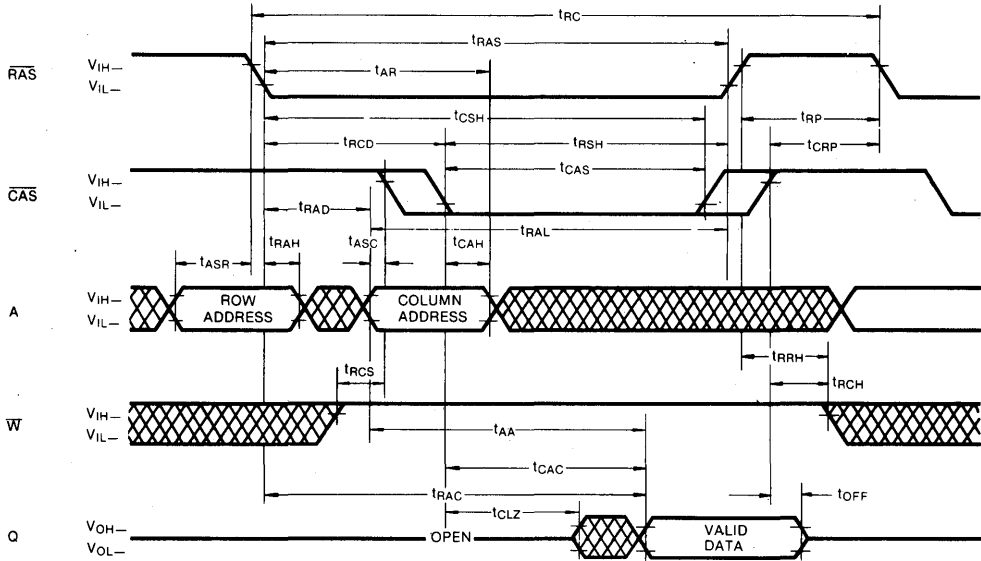 tRC
tRAS
RAS
VIH—
VIL—
tAR
tCSH
tRP
tRCD
tRSH
tCRP
CAS
VIH—
VIL—
tCAS
tRAD
tRAL
tRAH
tASC
tCAH
tASR
A
VIH—
VIL—
ROW
ADDRESS
COLUMN
ADDRESS
tRRH
tRCS
tRCH
W
VIH—
VIL—
tAA
tCAC
tRAC
tOFF
tCLZ
Q
VOH—
VOL—
OPEN
VALID
DATA